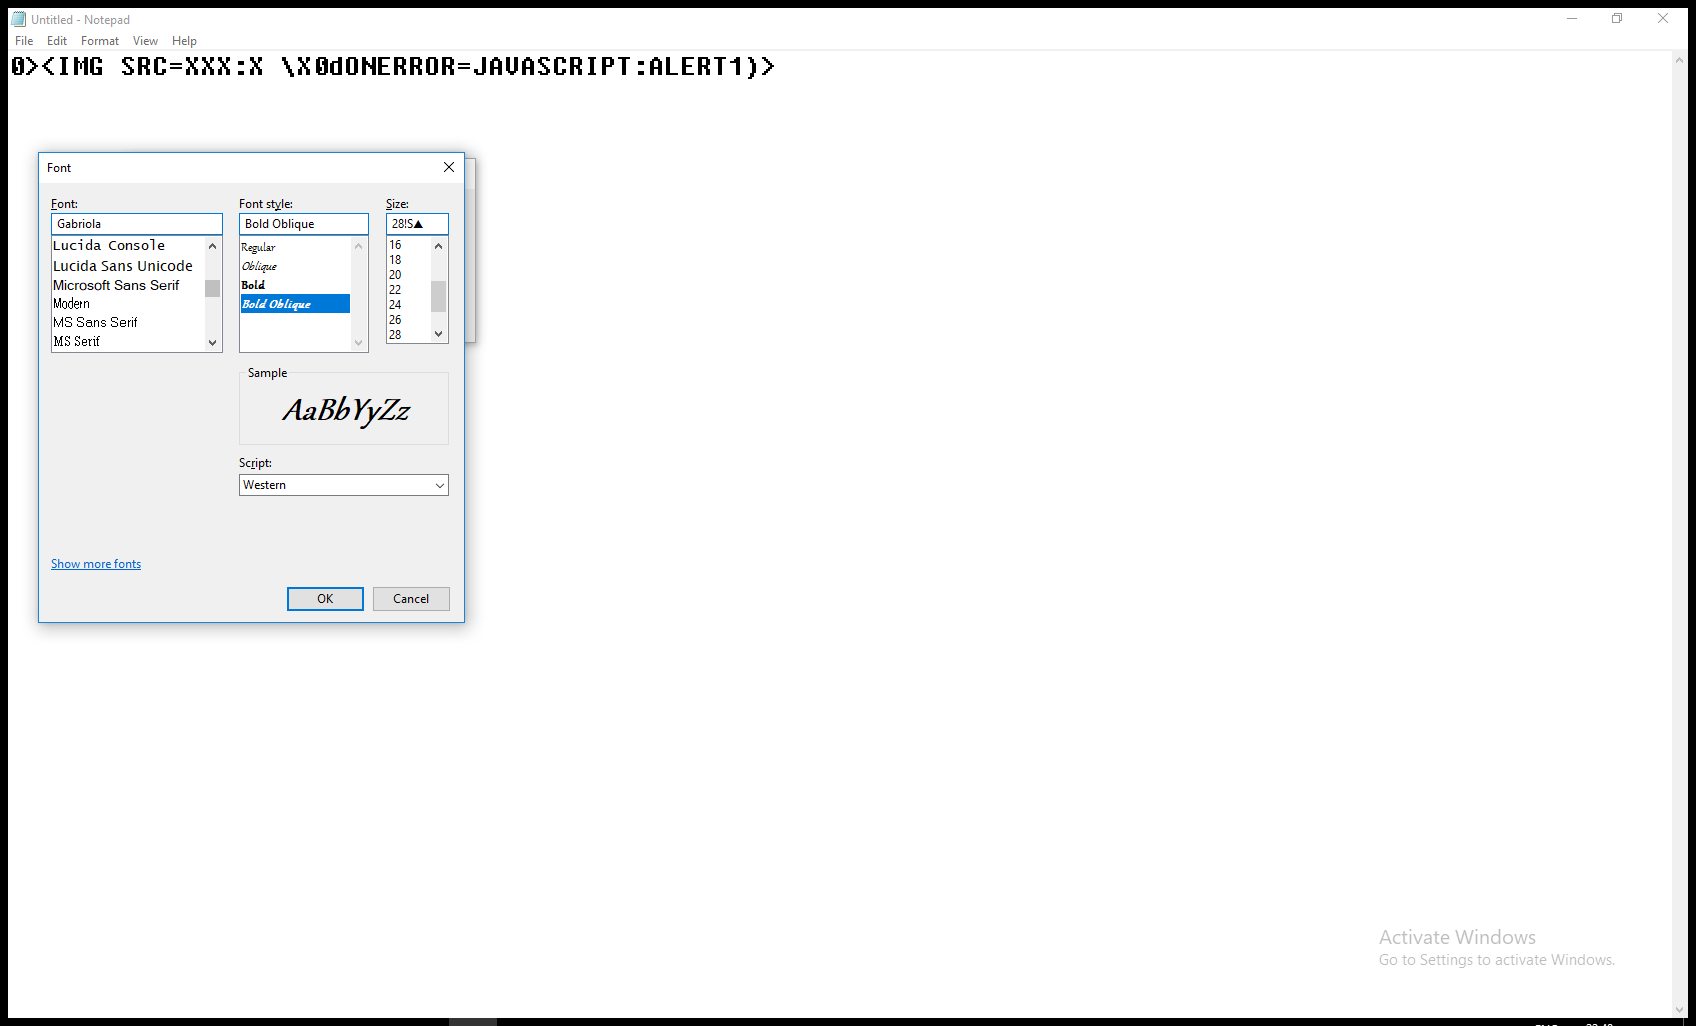 Untitled - Notepad
File Edit Format View Help
0><IMG SRC=XXX:X \X0dONERROR=JAVASCRIPT:ALERT1)>
Font
Font: Font style: Size:
Gabriola Bold Oblique 28!S▲
Lucida Console
Lucida Sans Unicode
Microsoft Sans Serif
Modern
MS Sans Serif
MS Serif
Regular
Oblique
Bold
Bold Oblique
16
18
20
22
24
26
28
Sample
AaBbYyZz
Script:
Western
Show more fonts
OK Cancel
Activate Windows
Go to Settings to activate Windows.